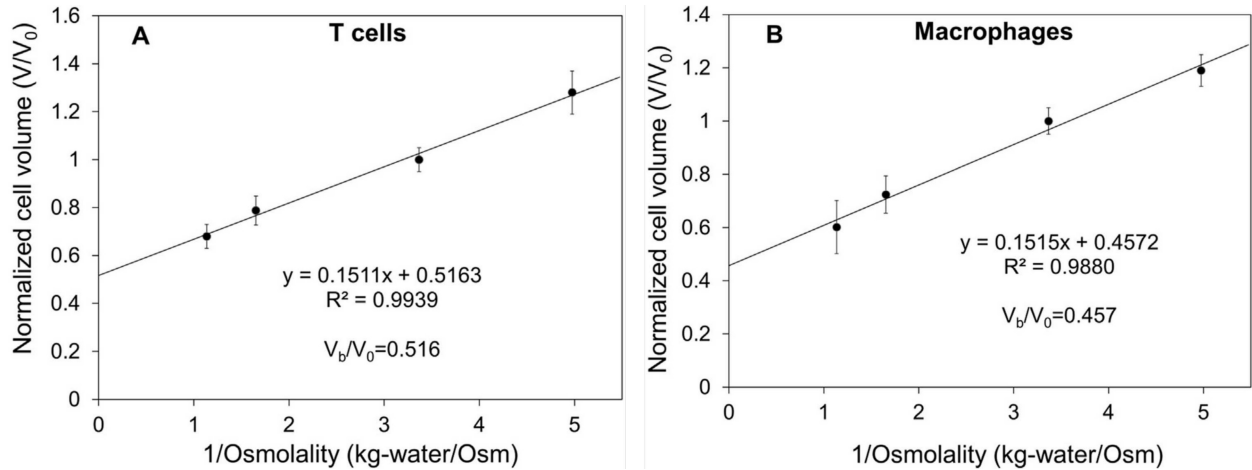 A
T cells
Normalized cell volume (V/V₀)
1.6
1.4
1.2
1
0.8
0.6
0.4
0.2
0
y = 0.1511x + 0.5163
R² = 0.9939
V_b/V₀=0.516
0 1 2 3 4 5
1/Osmolality (kg-water/Osm)
B
Macrophages
Normalized cell volume (V/V₀)
1.4
1.2
1
0.8
0.6
0.4
0.2
0
y = 0.1515x + 0.4572
R² = 0.9880
V_b/V₀=0.457
0 1 2 3 4 5
1/Osmolality (kg-water/Osm)